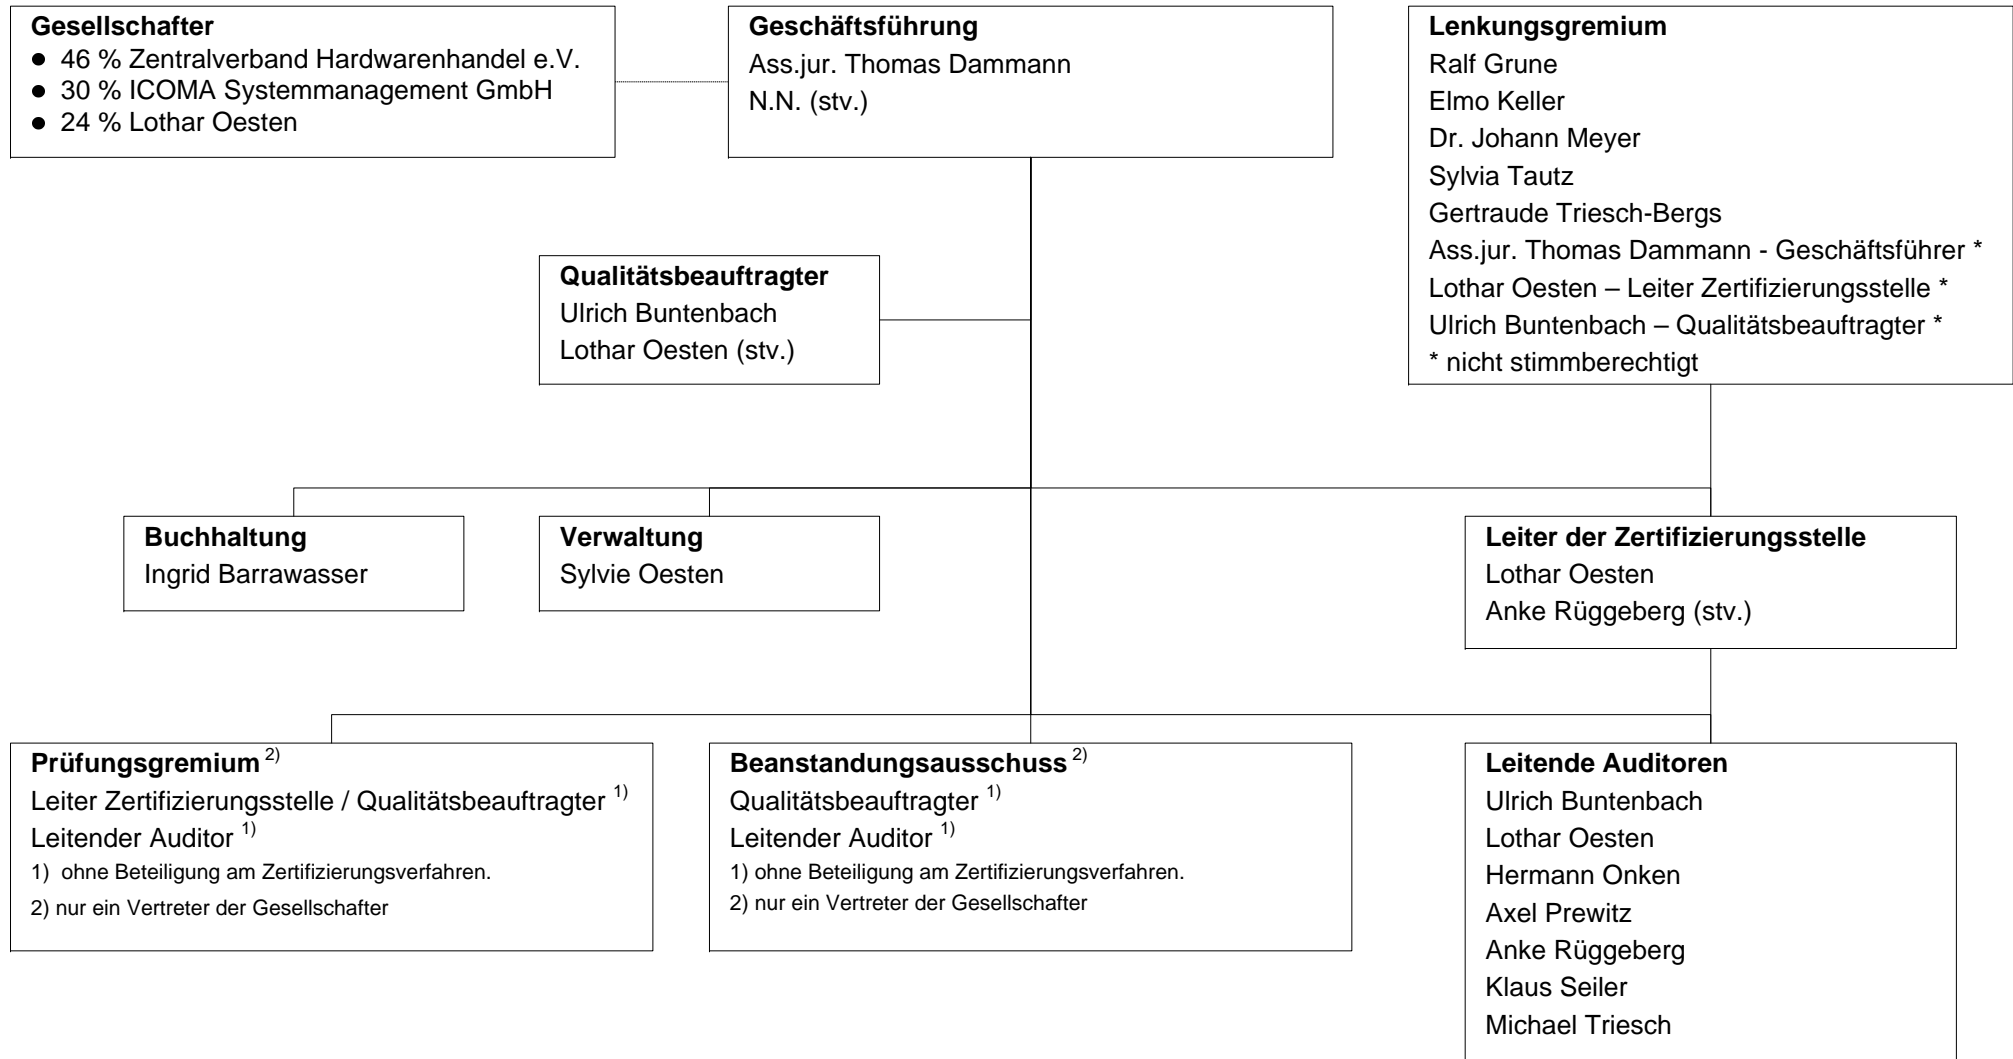 Gesellschafter
● 46 % Zentralverband Hardwarenhandel e.V.
● 30 % ICOMA Systemmanagement GmbH
● 24 % Lothar Oesten
Geschäftsführung
Ass.jur. Thomas Dammann
N.N. (stv.)
Lenkungsgremium
Ralf Grune
Elmo Keller
Dr. Johann Meyer
Sylvia Tautz
Gertraude Triesch-Bergs
Ass.jur. Thomas Dammann - Geschäftsführer *
Lothar Oesten – Leiter Zertifizierungsstelle *
Ulrich Buntenbach – Qualitätsbeauftragter *
* nicht stimmberechtigt
Qualitätsbeauftragter
Ulrich Buntenbach
Lothar Oesten (stv.)
Buchhaltung
Ingrid Barrawasser
Verwaltung
Sylvie Oesten
Leiter der Zertifizierungsstelle
Lothar Oesten
Anke Rüggeberg (stv.)
Prüfungsgremium 2)
Leiter Zertifizierungsstelle / Qualitätsbeauftragter 1)
Leitender Auditor 1)
1) ohne Beteiligung am Zertifizierungsverfahren.
2) nur ein Vertreter der Gesellschafter
Beanstandungsausschuss 2)
Qualitätsbeauftragter 1)
Leitender Auditor 1)
1) ohne Beteiligung am Zertifizierungsverfahren.
2) nur ein Vertreter der Gesellschafter
Leitende Auditoren
Ulrich Buntenbach
Lothar Oesten
Hermann Onken
Axel Prewitz
Anke Rüggeberg
Klaus Seiler
Michael Triesch